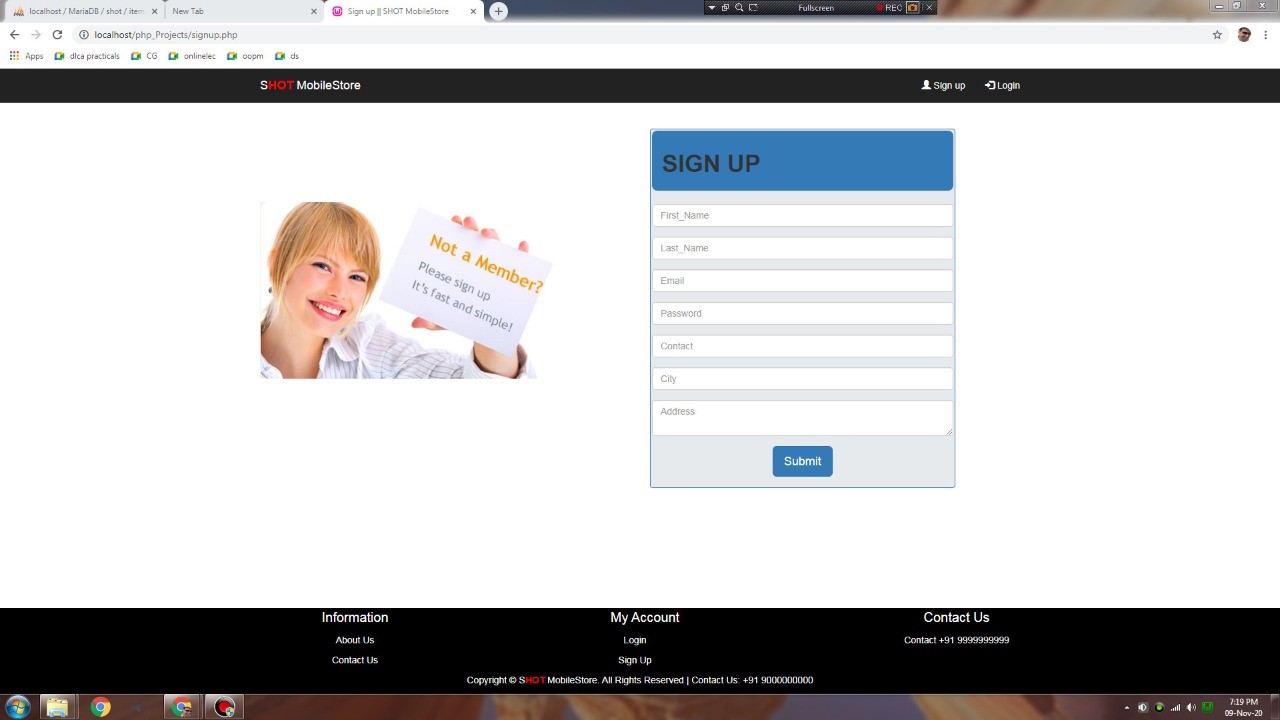 localhost / MariaDB / shot / item
New Tab
Sign up || SHOT MobileStore
Fullscreen
REC
localhost/php_Projects/signup.php
Apps
dlca practicals
CG
onlinelec
oopm
ds
SHOT MobileStore
Sign up
Login
SIGN UP
First_Name
Last_Name
Email
Password
Contact
City
Address
Submit
Not a Member?
Please sign up
It's fast and simple!
Information
My Account
Contact Us
About Us
Login
Contact +91 9999999999
Contact Us
Sign Up
Copyright © SHOT MobileStore. All Rights Reserved | Contact Us: +91 9000000000
7:19 PM
09-Nov-20